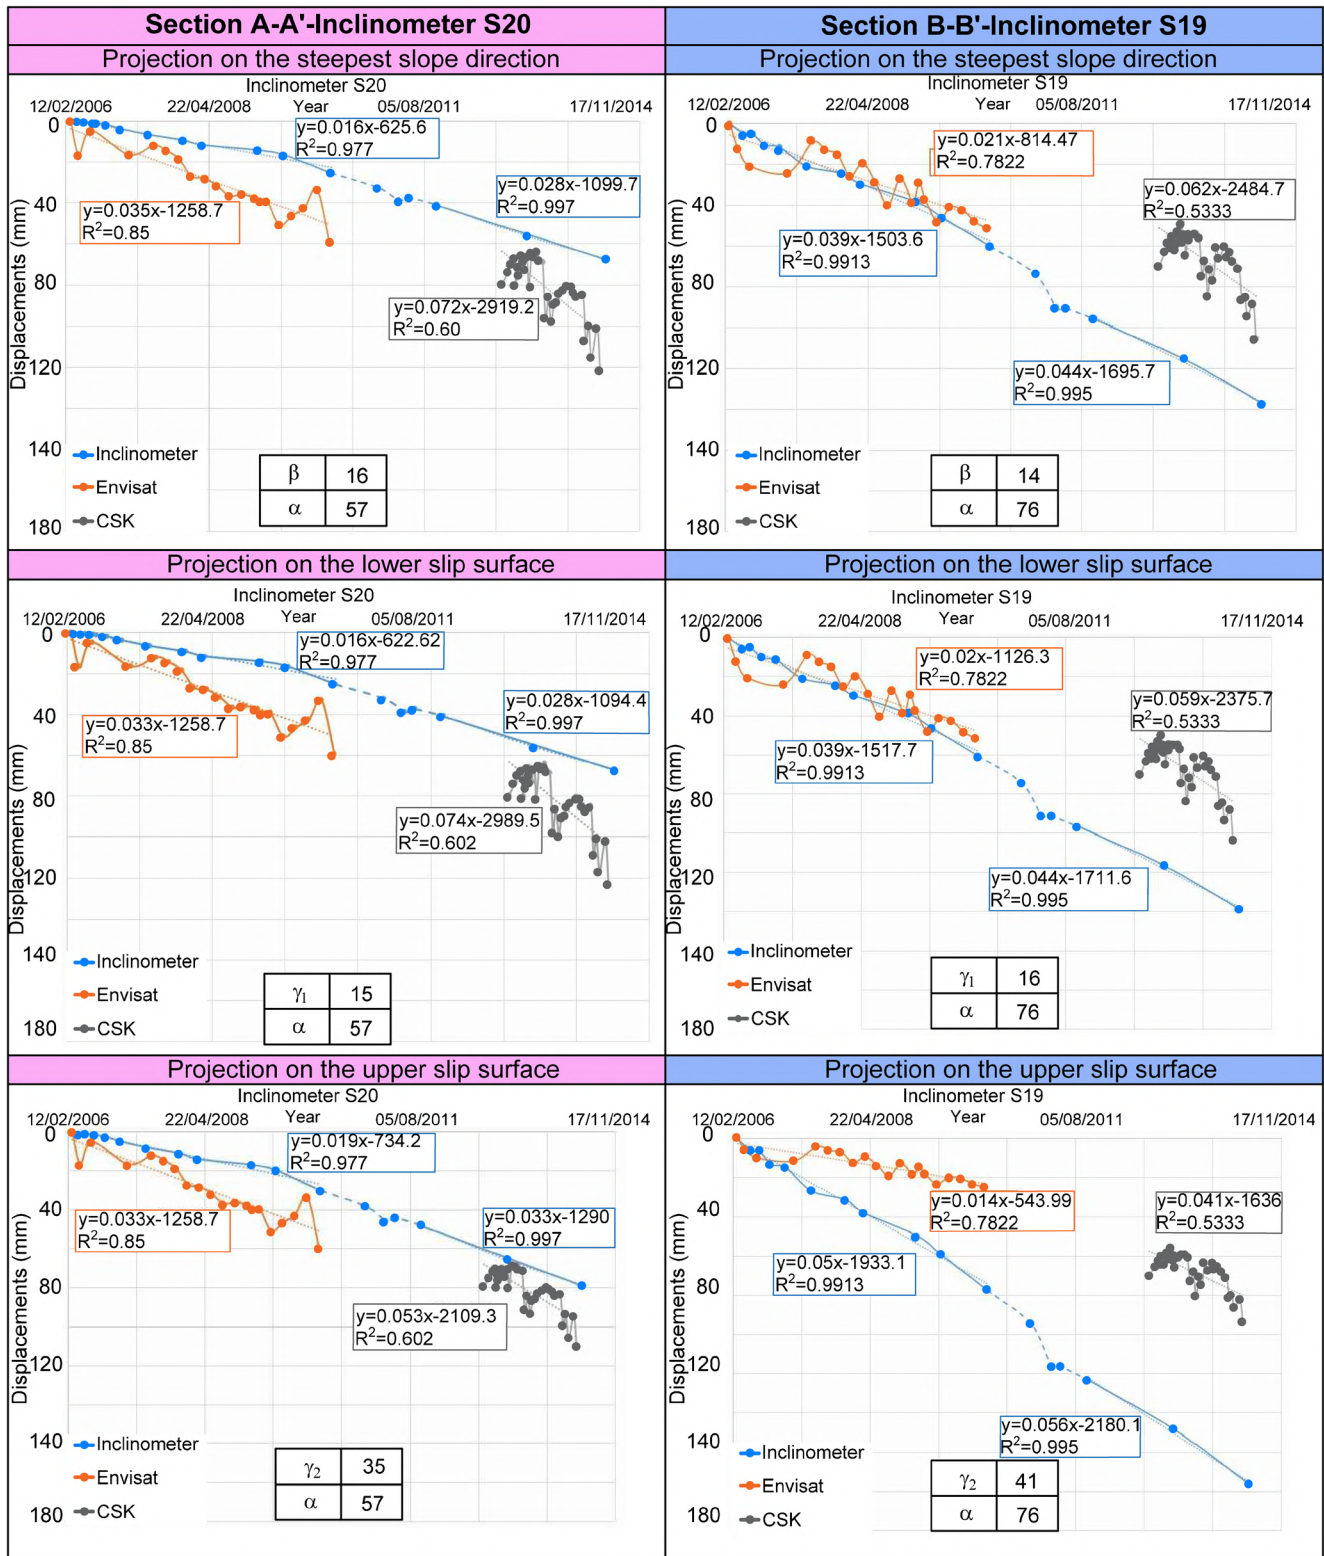 Section A-A'-Inclinometer S20
Projection on the steepest slope direction
Inclinometer S20
12/02/2006 22/04/2008 Year 05/08/2011 17/11/2014
0
40
80
120
140
180
Displacements (mm)
y=0.016x-625.6
R²=0.977
y=0.028x-1099.7
R²=0.997
y=0.035x-1258.7
R²=0.85
y=0.072x-2919.2
R²=0.60
Inclinometer
Envisat
CSK
β 16
α 57
Section B-B'-Inclinometer S19
Projection on the steepest slope direction
Inclinometer S19
12/02/2006 22/04/2008 Year 05/08/2011 17/11/2014
0
40
80
120
140
180
Displacements (mm)
y=0.021x-814.47
R²=0.7822
y=0.062x-2484.7
R²=0.5333
y=0.039x-1503.6
R²=0.9913
y=0.044x-1695.7
R²=0.995
Inclinometer
Envisat
CSK
β 14
α 76
Projection on the lower slip surface
Inclinometer S20
12/02/2006 22/04/2008 Year 05/08/2011 17/11/2014
0
40
80
120
140
180
Displacements (mm)
y=0.016x-622.62
R²=0.977
y=0.028x-1094.4
R²=0.997
y=0.033x-1258.7
R²=0.85
y=0.074x-2989.5
R²=0.602
Inclinometer
Envisat
CSK
γ₁ 15
α 57
Projection on the lower slip surface
Inclinometer S19
12/02/2006 22/04/2008 Year 05/08/2011 17/11/2014
0
40
80
120
140
180
Displacements (mm)
y=0.02x-1126.3
R²=0.7822
y=0.059x-2375.7
R²=0.5333
y=0.039x-1517.7
R²=0.9913
y=0.044x-1711.6
R²=0.995
Inclinometer
Envisat
CSK
γ₁ 16
α 76
Projection on the upper slip surface
Inclinometer S20
12/02/2006 22/04/2008 Year 05/08/2011 17/11/2014
0
40
80
120
140
180
Displacements (mm)
y=0.019x-734.2
R²=0.977
y=0.033x-1290
R²=0.997
y=0.033x-1258.7
R²=0.85
y=0.053x-2109.3
R²=0.602
Inclinometer
Envisat
CSK
γ₂ 35
α 57
Projection on the upper slip surface
Inclinometer S19
12/02/2006 22/04/2008 Year 05/08/2011 17/11/2014
0
40
80
120
140
180
Displacements (mm)
y=0.014x-543.99
R²=0.7822
y=0.041x-1636
R²=0.5333
y=0.05x-1933.1
R²=0.9913
y=0.056x-2180.1
R²=0.995
Inclinometer
Envisat
CSK
γ₂ 41
α 76